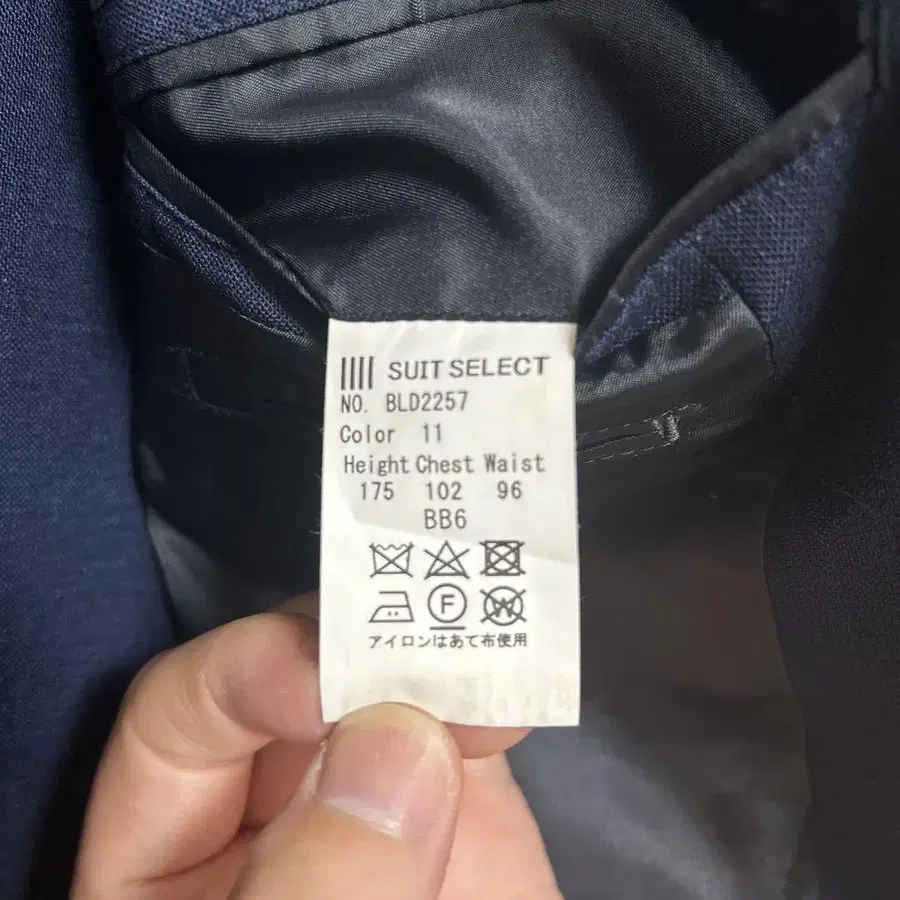 SUIT SELECT
NO. BLD2257
Color 11
Height Chest Waist
175 102 96
BB6
F W
アイロンはあて布使用